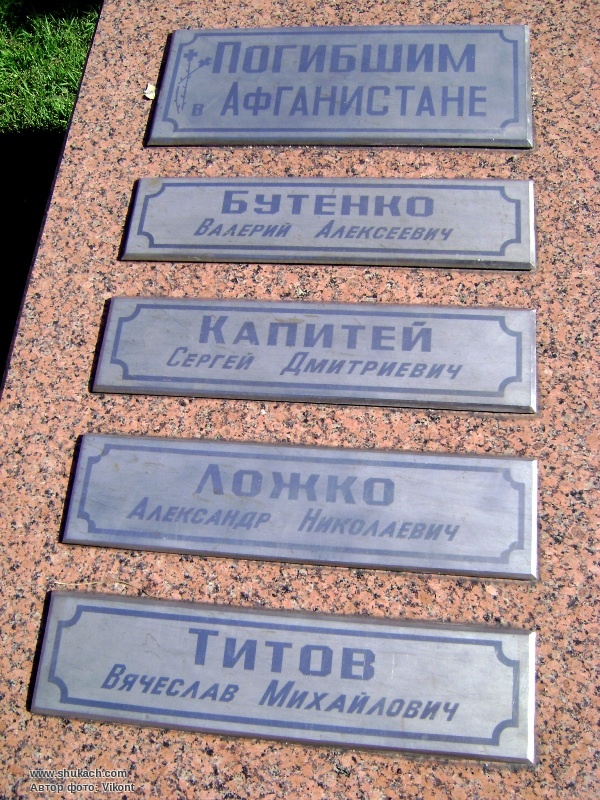 Погибшим
в Афганистане
Бутенко
Валерий Алексеевич
Капитей
Сергей Дмитриевич
Ложко
Александр Николаевич
Титов
Вячеслав Михайлович
www.shukach.com
Автор фото: Vikont